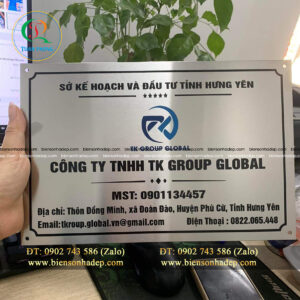 SỞ KẾ HOẠCH VÀ ĐẦU TƯ TỈNH HƯNG YÊN
TK GROUP GLOBAL
CÔNG TY TNHH TK GROUP GLOBAL
MST: 0901134457
Địa chỉ: Thôn Đồng Minh, xã Đoàn Đào, Huyện Phù Cừ, Tỉnh Hưng Yên
Email:tkroup.global.vn@gmail.com Điện Thoại : 0822.065.448
ĐT: 0902 743 586 (Zalo) ĐT: 0902 743 586 (Zalo)
www.biensonhadep.com - www.biensonhadep.com